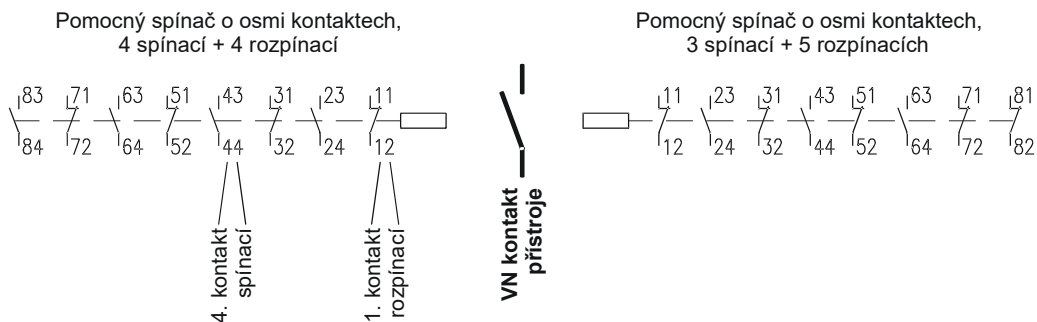 Pomocný spínač o osmi kontaktech,
4 spínací + 4 rozpínací
83 71 63 51 43 31 23 11
84 72 64 52 44 32 24 12
4. kontakt
spínací
1. kontakt
rozpínací
VN kontakt
přístroje
Pomocný spínač o osmi kontaktech,
3 spínací + 5 rozpínacích
11 23 31 43 51 63 71 81
12 24 32 44 52 64 72 82